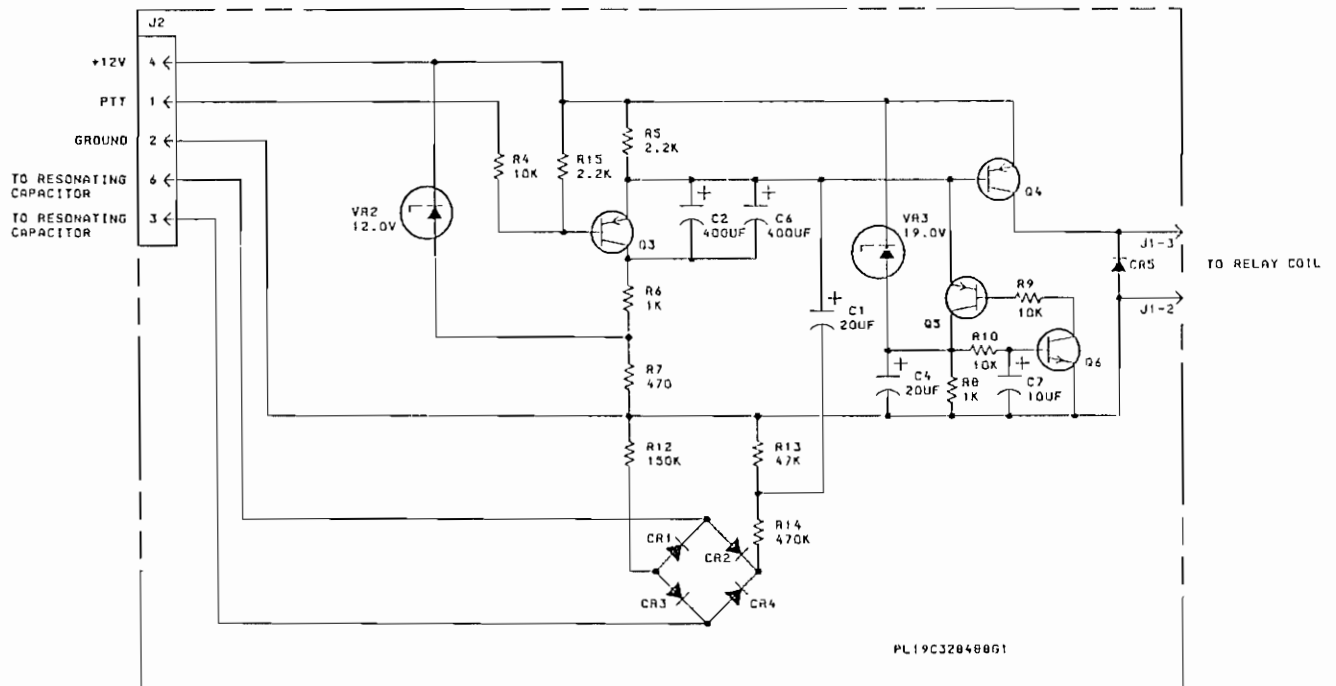 J2
+12V 4
PTT 1
GROUND 2
TO RESONATING
CAPACITOR 6
TO RESONATING
CAPACITOR 3
R4
10K
R15
2.2K
R5
2.2K
VR2
12.0V
Q3
C2
400UF
C6
400UF
Q4
VR3
19.0V
J1-3
CR5
TO RELAY COIL
J1-2
R6
1K
C1
20UF
Q5
R9
10K
R10
10K
Q6
R7
470
C4
20UF
R8
1K
C7
10UF
R12
150K
R13
47K
R14
470K
CR1
CR2
CR3
CR4
PL19C328488G1